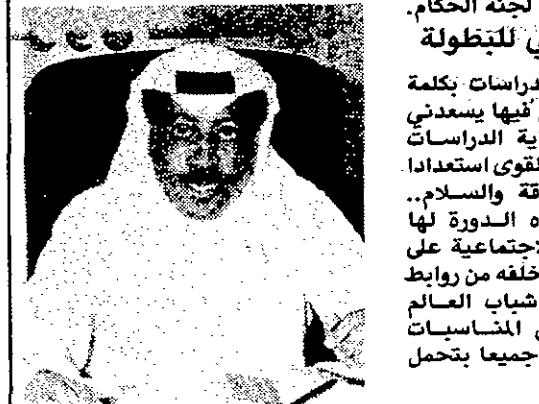 لجنة الحكام.
ي للبطولة
دراسات بكلمة
فيها يسعدني
ية الدراسات
لقوى استعدادا
قة والسلام..
ه الدورة لها
لاجتماعية على
خلفه من روابط
شباب العالم
ي المناسبات
جميعا بتحمل